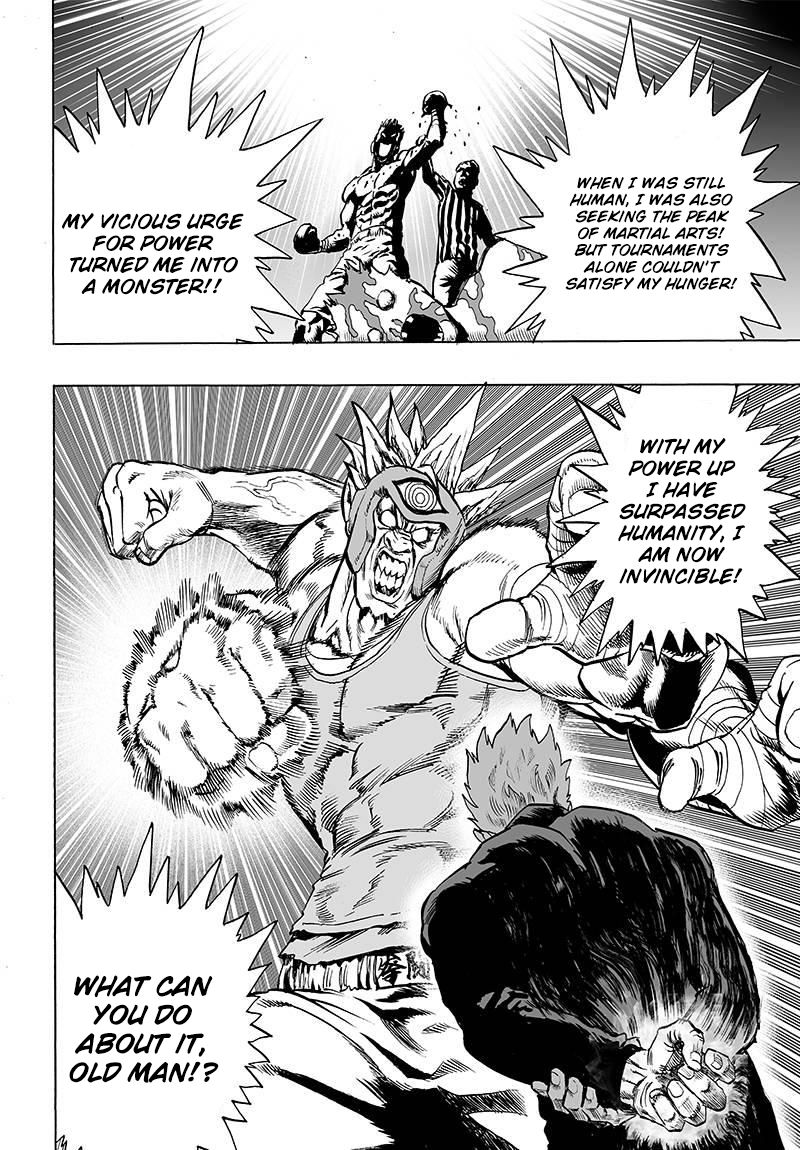 WHEN I WAS STILL
HUMAN, I WAS ALSO
SEEKING THE PEAK
OF MARTIAL ARTS!
BUT TOURNAMENTS
ALONE COULDN'T
SATISFY MY HUNGER!
MY VICIOUS URGE
FOR POWER
TURNED ME INTO
A MONSTER!!
WITH MY
POWER UP
I HAVE
SURPASSED
HUMANITY, I
AM NOW
INVINCIBLE!
WHAT CAN
YOU DO
ABOUT IT,
OLD MAN!?